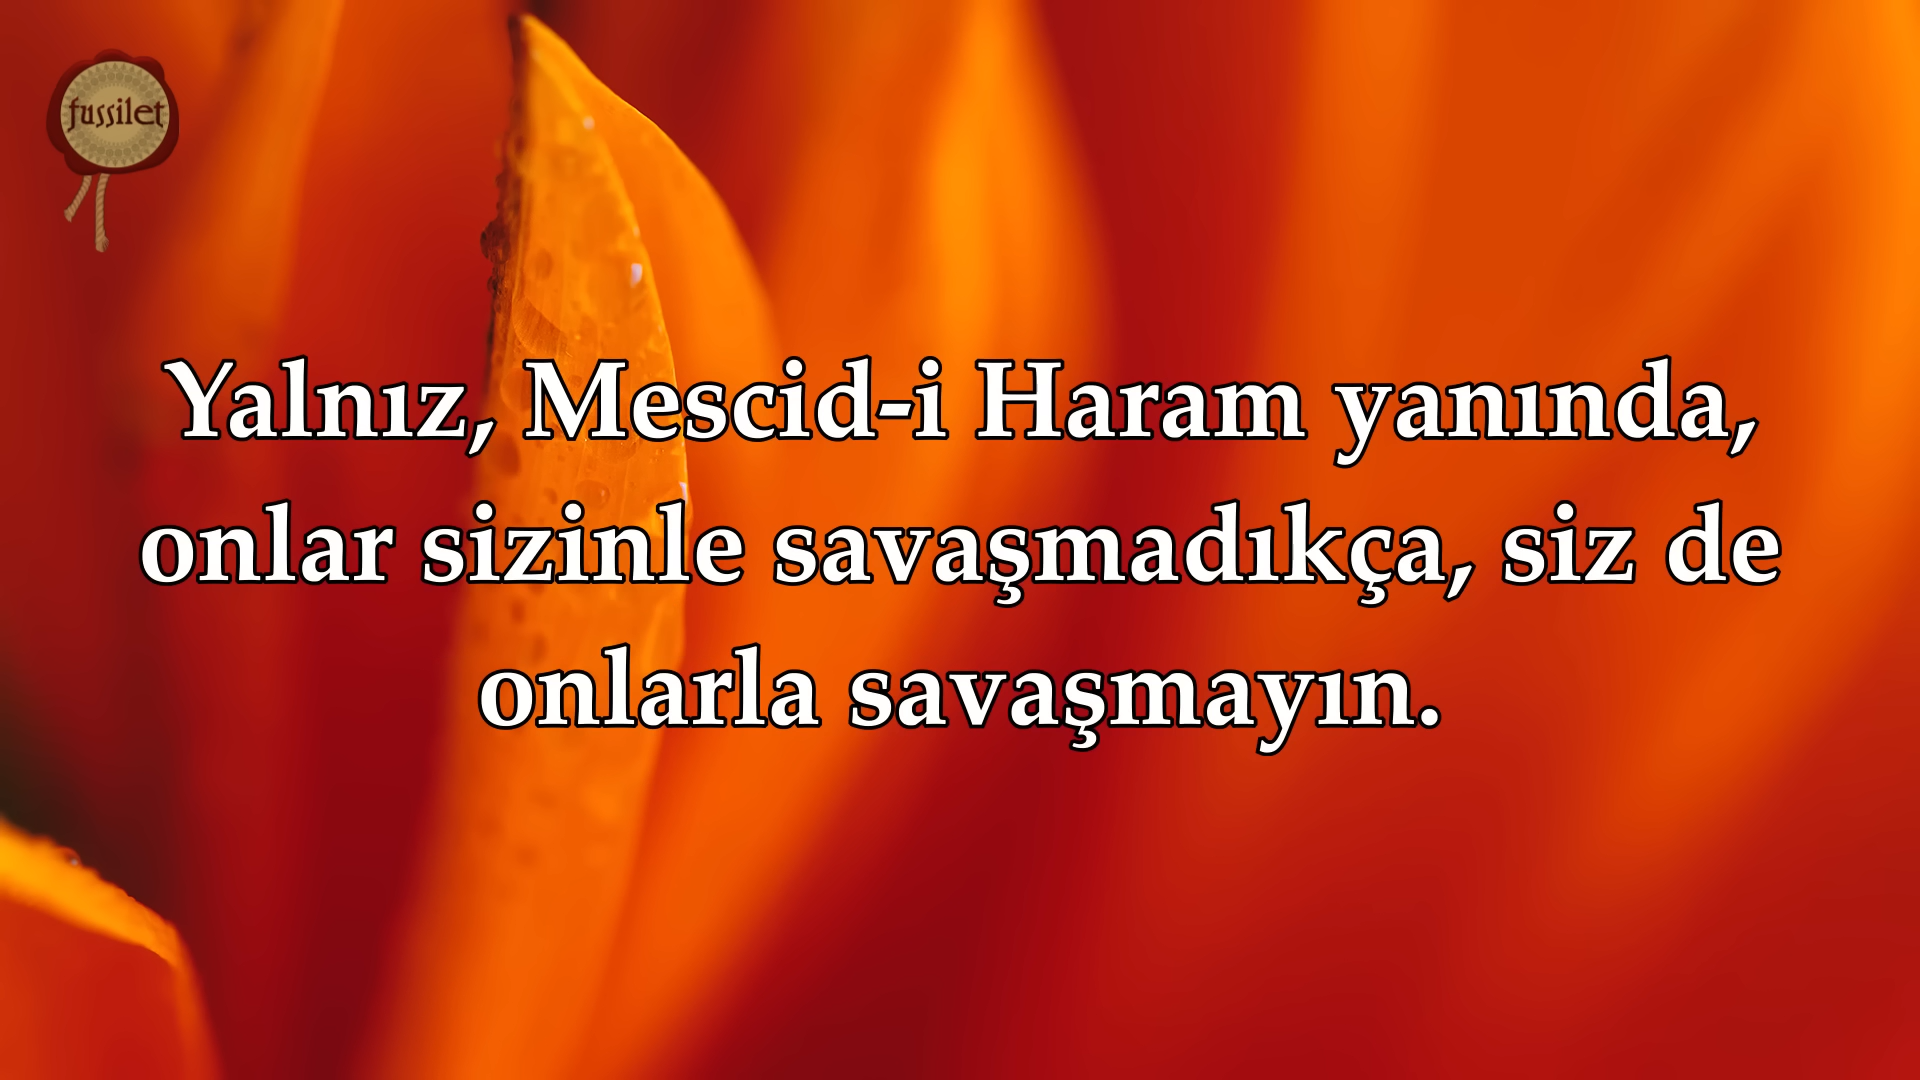 fussilet
Yalnız, Mescid-i Haram yanında,
onlar sizinle savaşmadıkça, siz de
onlarla savaşmayın.